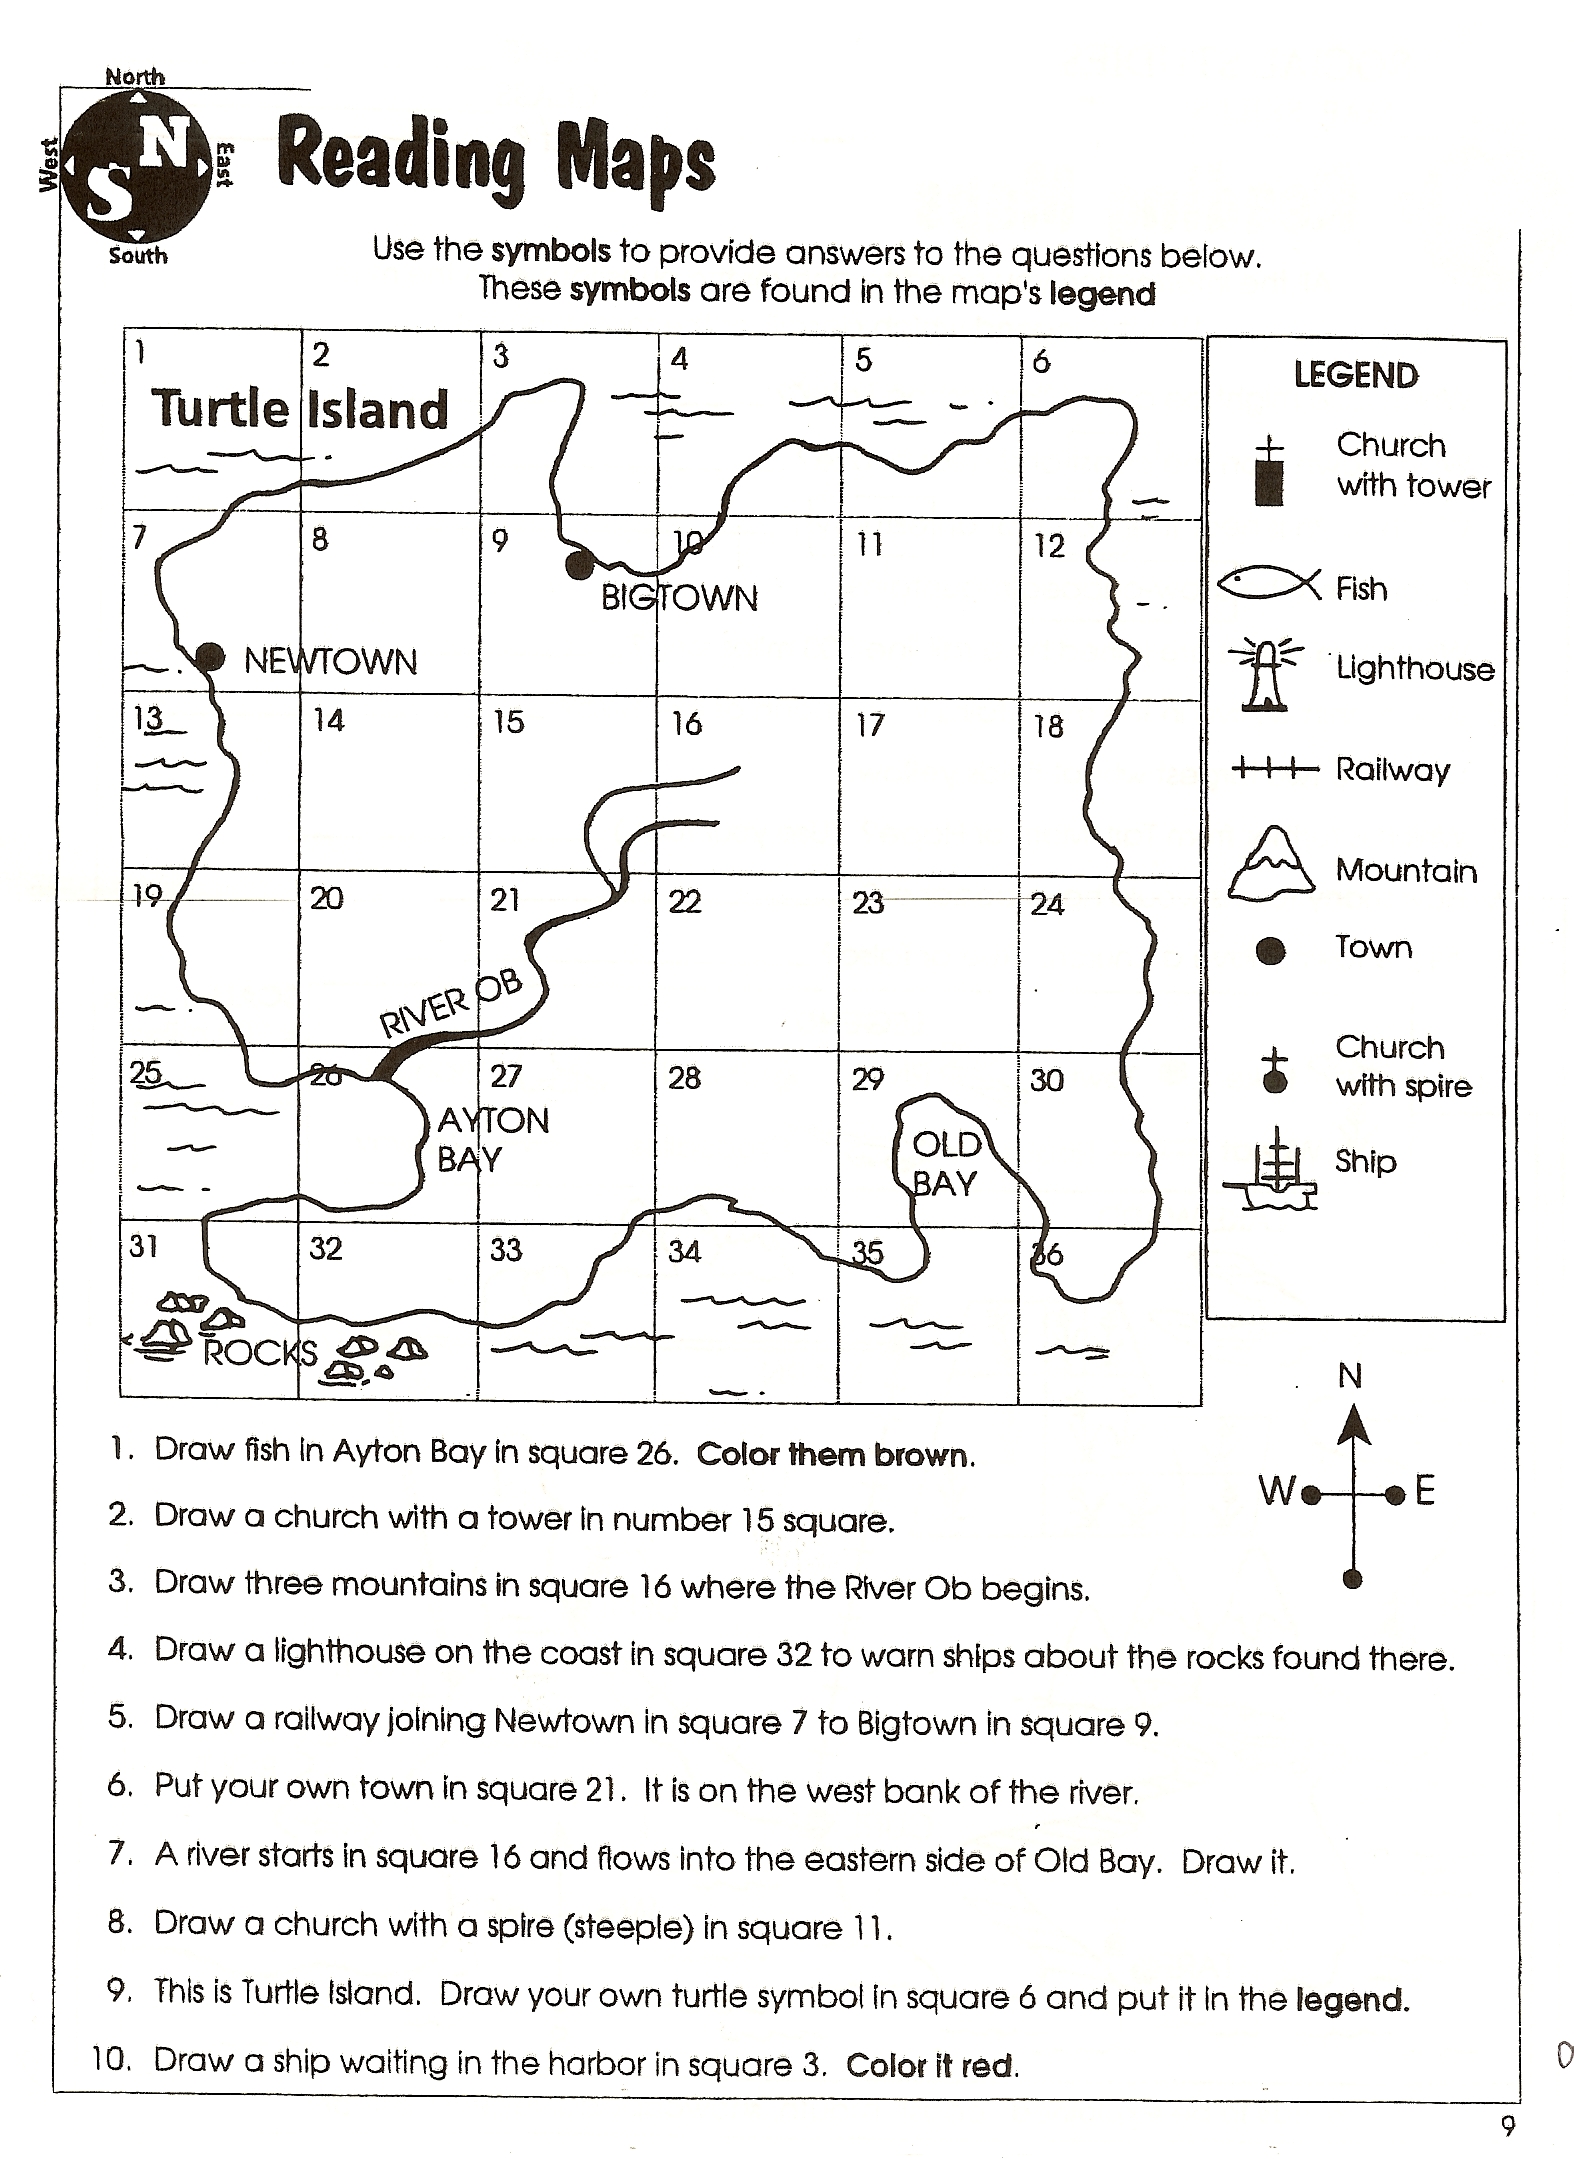 North
West
N
S
East
South
Reading Maps
Use the symbols to provide answers to the questions below.
These symbols are found in the map's legend
1
2
3
4
5
6
Turtle Island
7
8
9
10
11
12
BIGTOWN
NEWTOWN
13
14
15
16
17
18
19
20
21
22
23
24
RIVER OB
25
26
27
28
29
30
AYTON
BAY
OLD
BAY
31
32
33
34
35
36
ROCKS
LEGEND
Church
with tower
Fish
Lighthouse
Railway
Mountain
Town
Church
with spire
Ship
N
W
E
1. Draw fish in Ayton Bay in square 26. Color them brown.
2. Draw a church with a tower in number 15 square.
3. Draw three mountains in square 16 where the River Ob begins.
4. Draw a lighthouse on the coast in square 32 to warn ships about the rocks found there.
5. Draw a railway joining Newtown in square 7 to Bigtown in square 9.
6. Put your own town in square 21. It is on the west bank of the river.
7. A river starts in square 16 and flows into the eastern side of Old Bay. Draw it.
8. Draw a church with a spire (steeple) in square 11.
9. This is Turtle Island. Draw your own turtle symbol in square 6 and put it in the legend.
10. Draw a ship waiting in the harbor in square 3. Color it red.
9